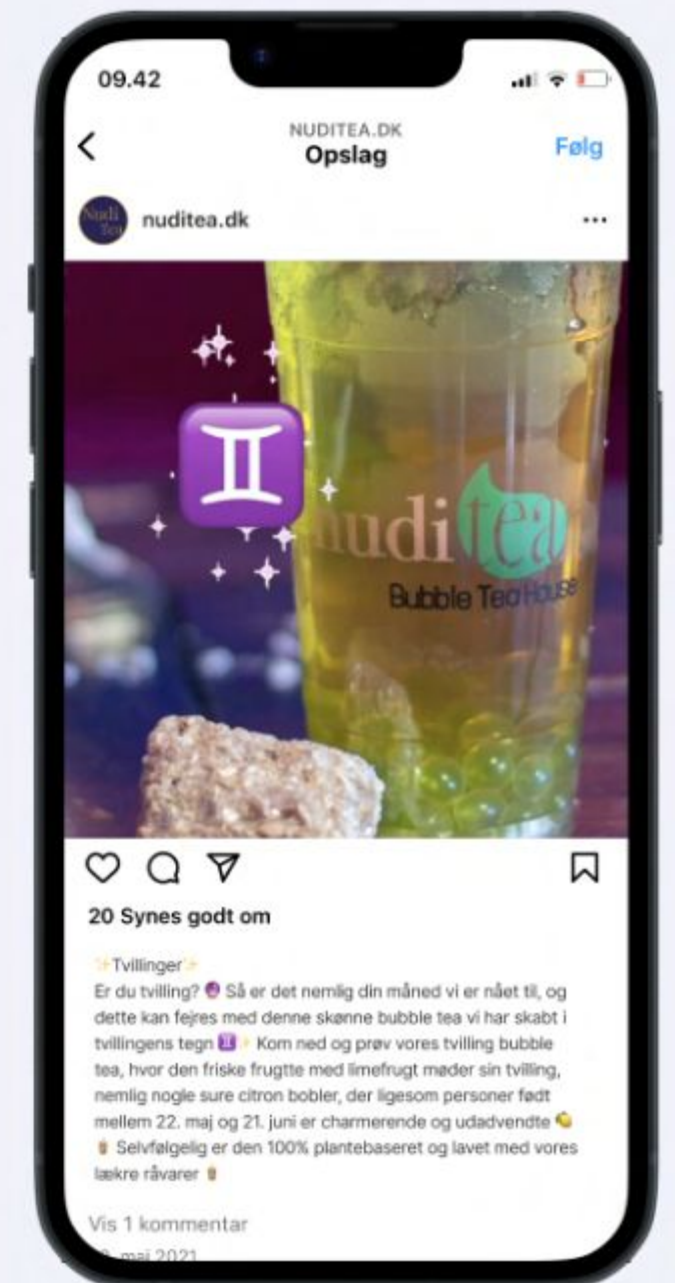 09.42
NUDITEA.DK
Opslag
Følg
Nudi
Tea
nuditea.dk
nuditea
Bubble Tea House
20 Synes godt om
✨Tvillinger✨
Er du tvilling? 🔮 Så er det nemlig din måned vi er nået til, og
dette kan fejres med denne skønne bubble tea vi har skabt i
tvillingens tegn ♊✨ Kom ned og prøv vores tvilling bubble
tea, hvor den friske frugtte med limefrugt møder sin tvilling,
nemlig nogle sure citron bobler, der ligesom personer født
mellem 22. maj og 21. juni er charmerende og udadvendte 🍋
🧋 Selvfølgelig er den 100% plantebaseret og lavet med vores
lækre råvarer 🧋
Vis 1 kommentar
maj 2021